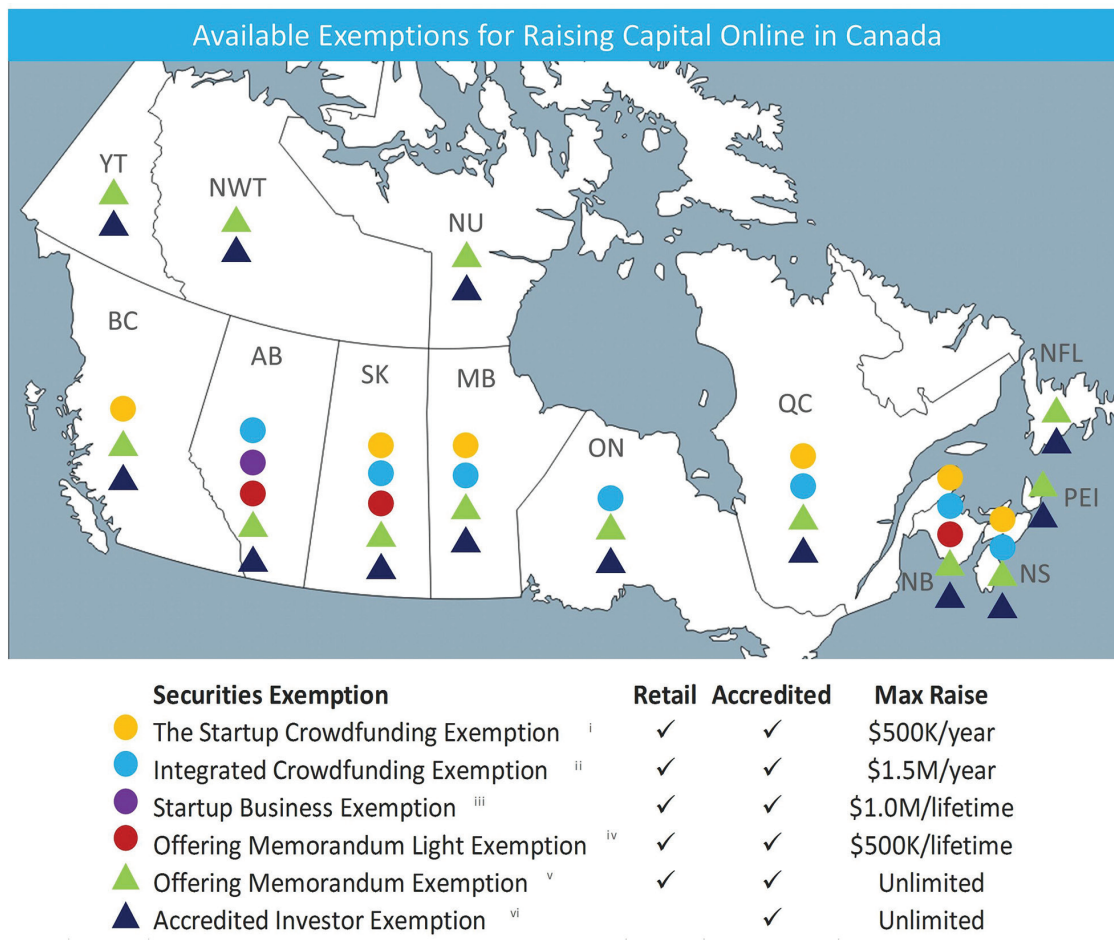 Available Exemptions for Raising Capital Online in Canada
YT
NWT
NU
BC
AB
SK
MB
ON
QC
NFL
PEI
NB
NS
Securities Exemption Retail Accredited Max Raise
The Startup Crowdfunding Exemption i ✓ ✓ $500K/year
Integrated Crowdfunding Exemption ii ✓ ✓ $1.5M/year
Startup Business Exemption iii ✓ ✓ $1.0M/lifetime
Offering Memorandum Light Exemption iv ✓ ✓ $500K/lifetime
Offering Memorandum Exemption v ✓ ✓ Unlimited
Accredited Investor Exemption vi ✓ Unlimited